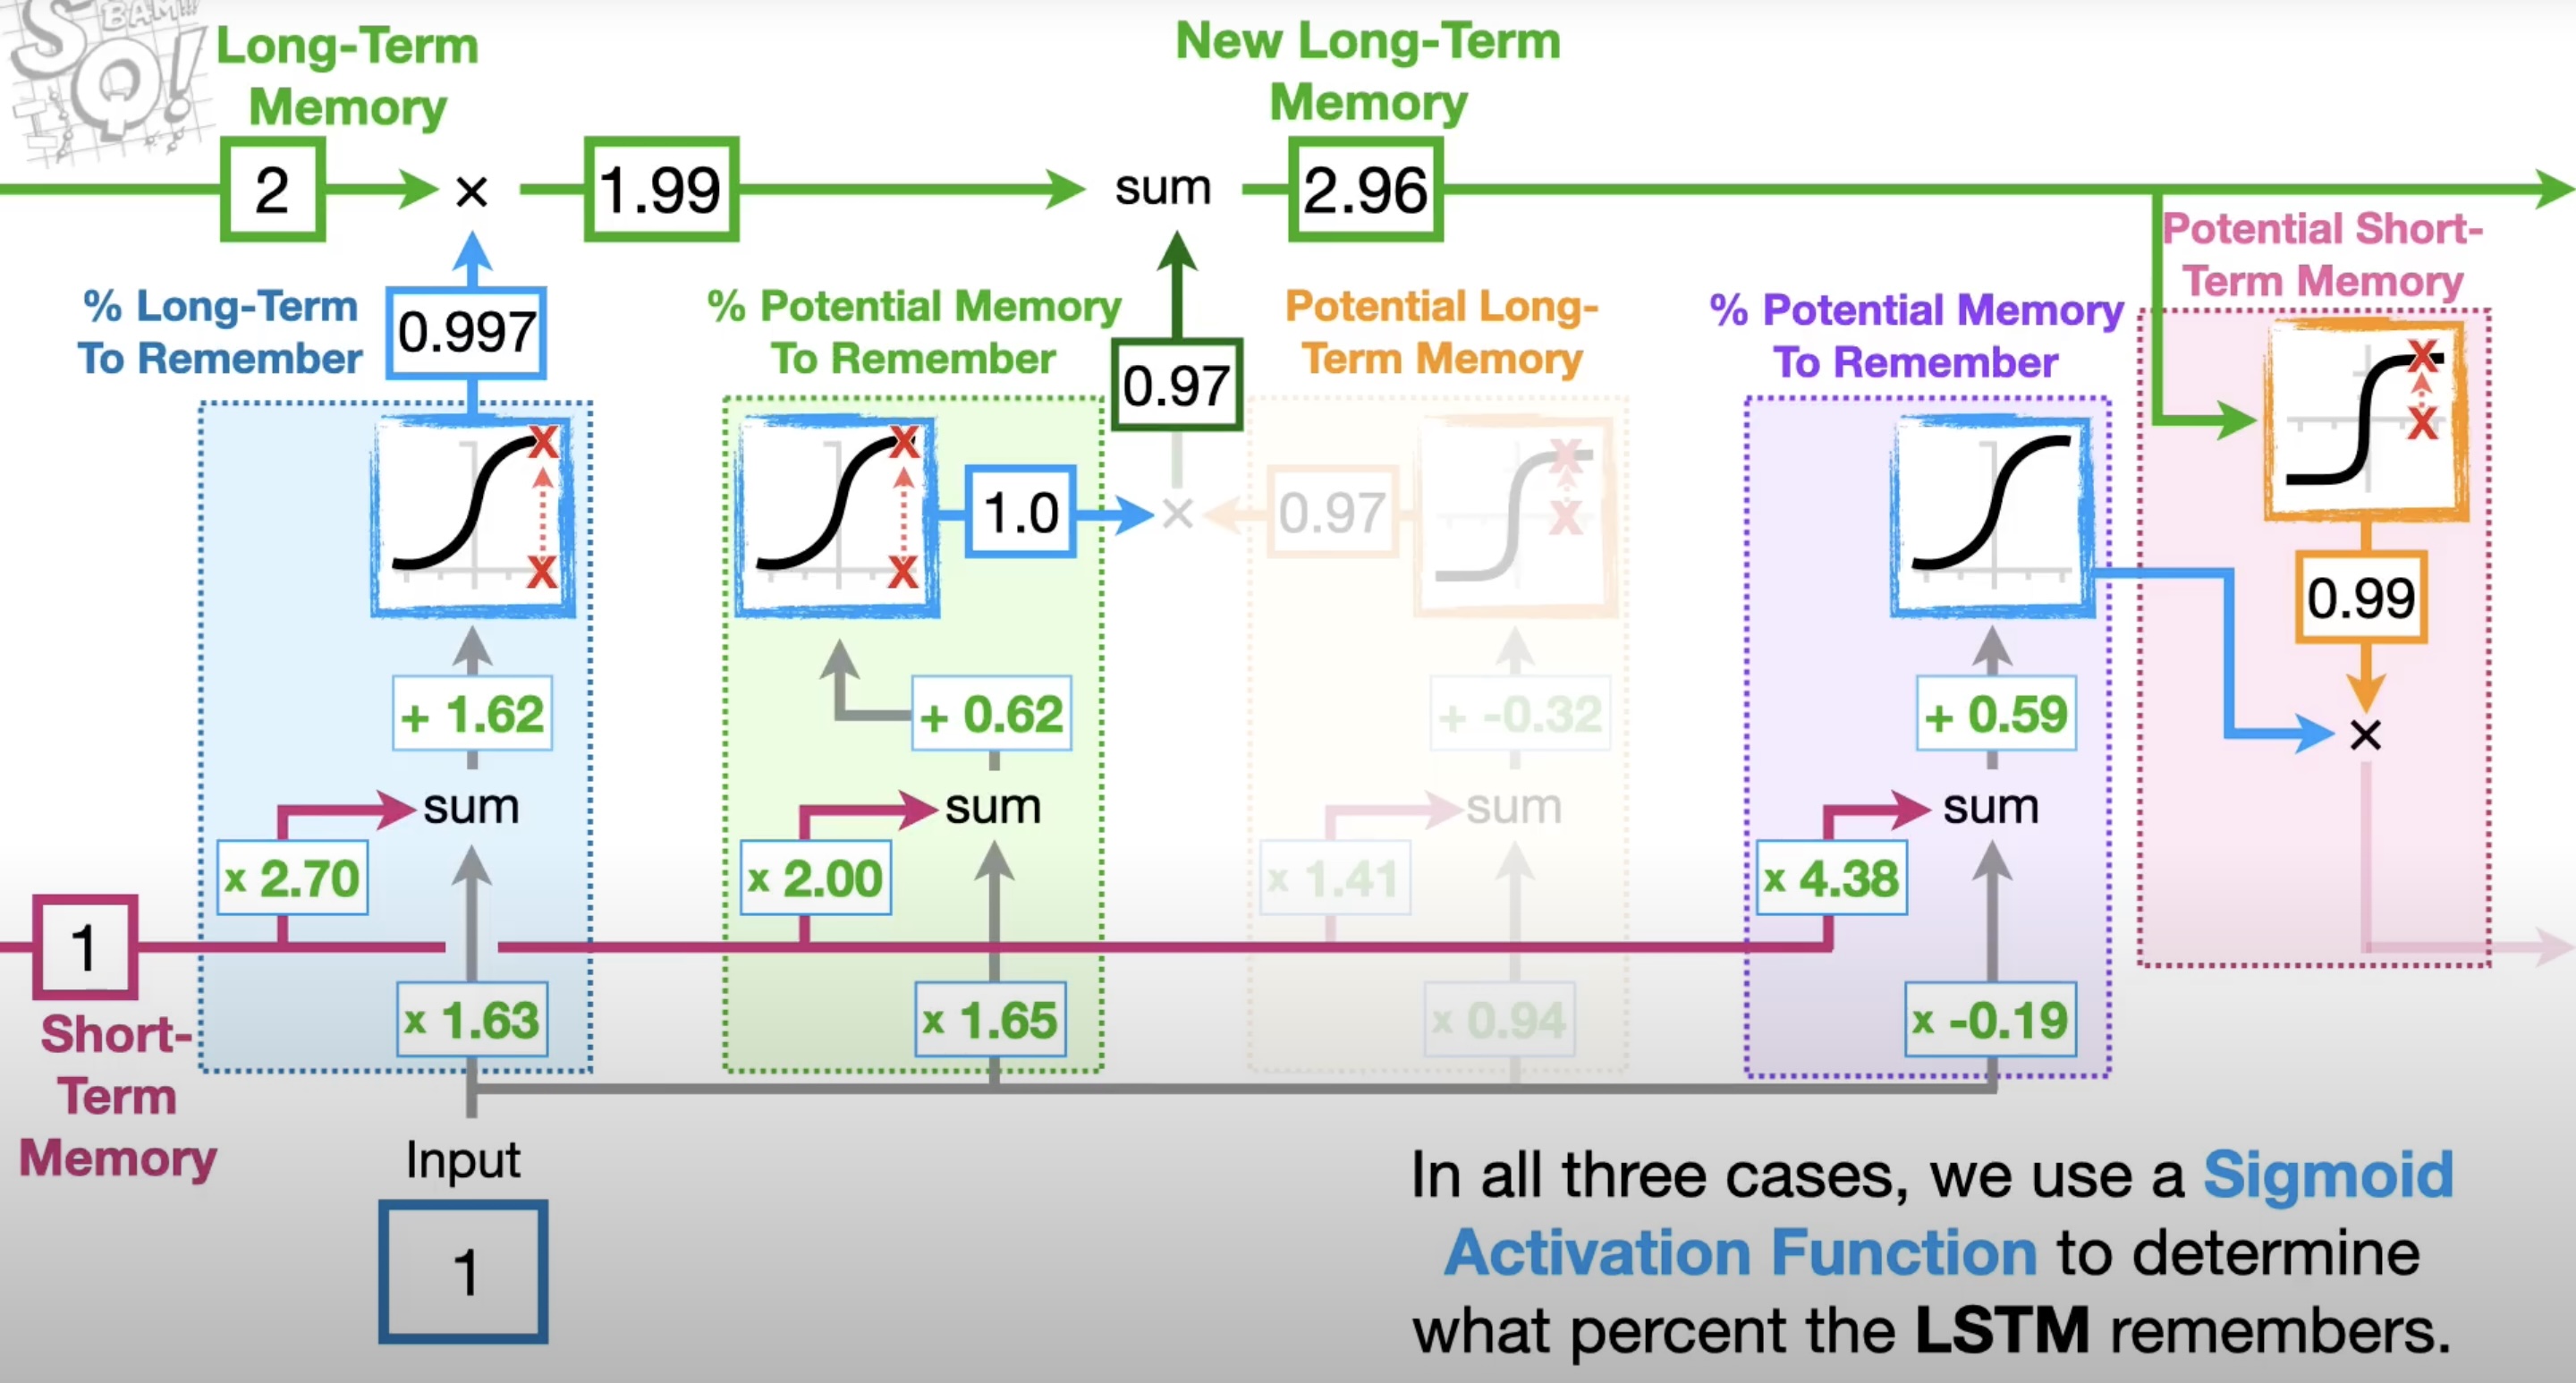 BAM!!!
SQ!
Long-Term
Memory
New Long-Term
Memory
2
×
1.99
sum
2.96
Potential Short-
Term Memory
% Long-Term
To Remember
0.997
% Potential Memory
To Remember
0.97
Potential Long-
Term Memory
% Potential Memory
To Remember
X
X
X
X
1.0
×
0.97
X
X
X
X
0.99
×
+ 1.62
+ 0.62
+ -0.32
+ 0.59
sum
sum
sum
sum
x 2.70
x 2.00
x 1.41
x 4.38
1
Short-
Term
Memory
x 1.63
x 1.65
x 0.94
x -0.19
Input
1
In all three cases, we use a Sigmoid
Activation Function to determine
what percent the LSTM remembers.